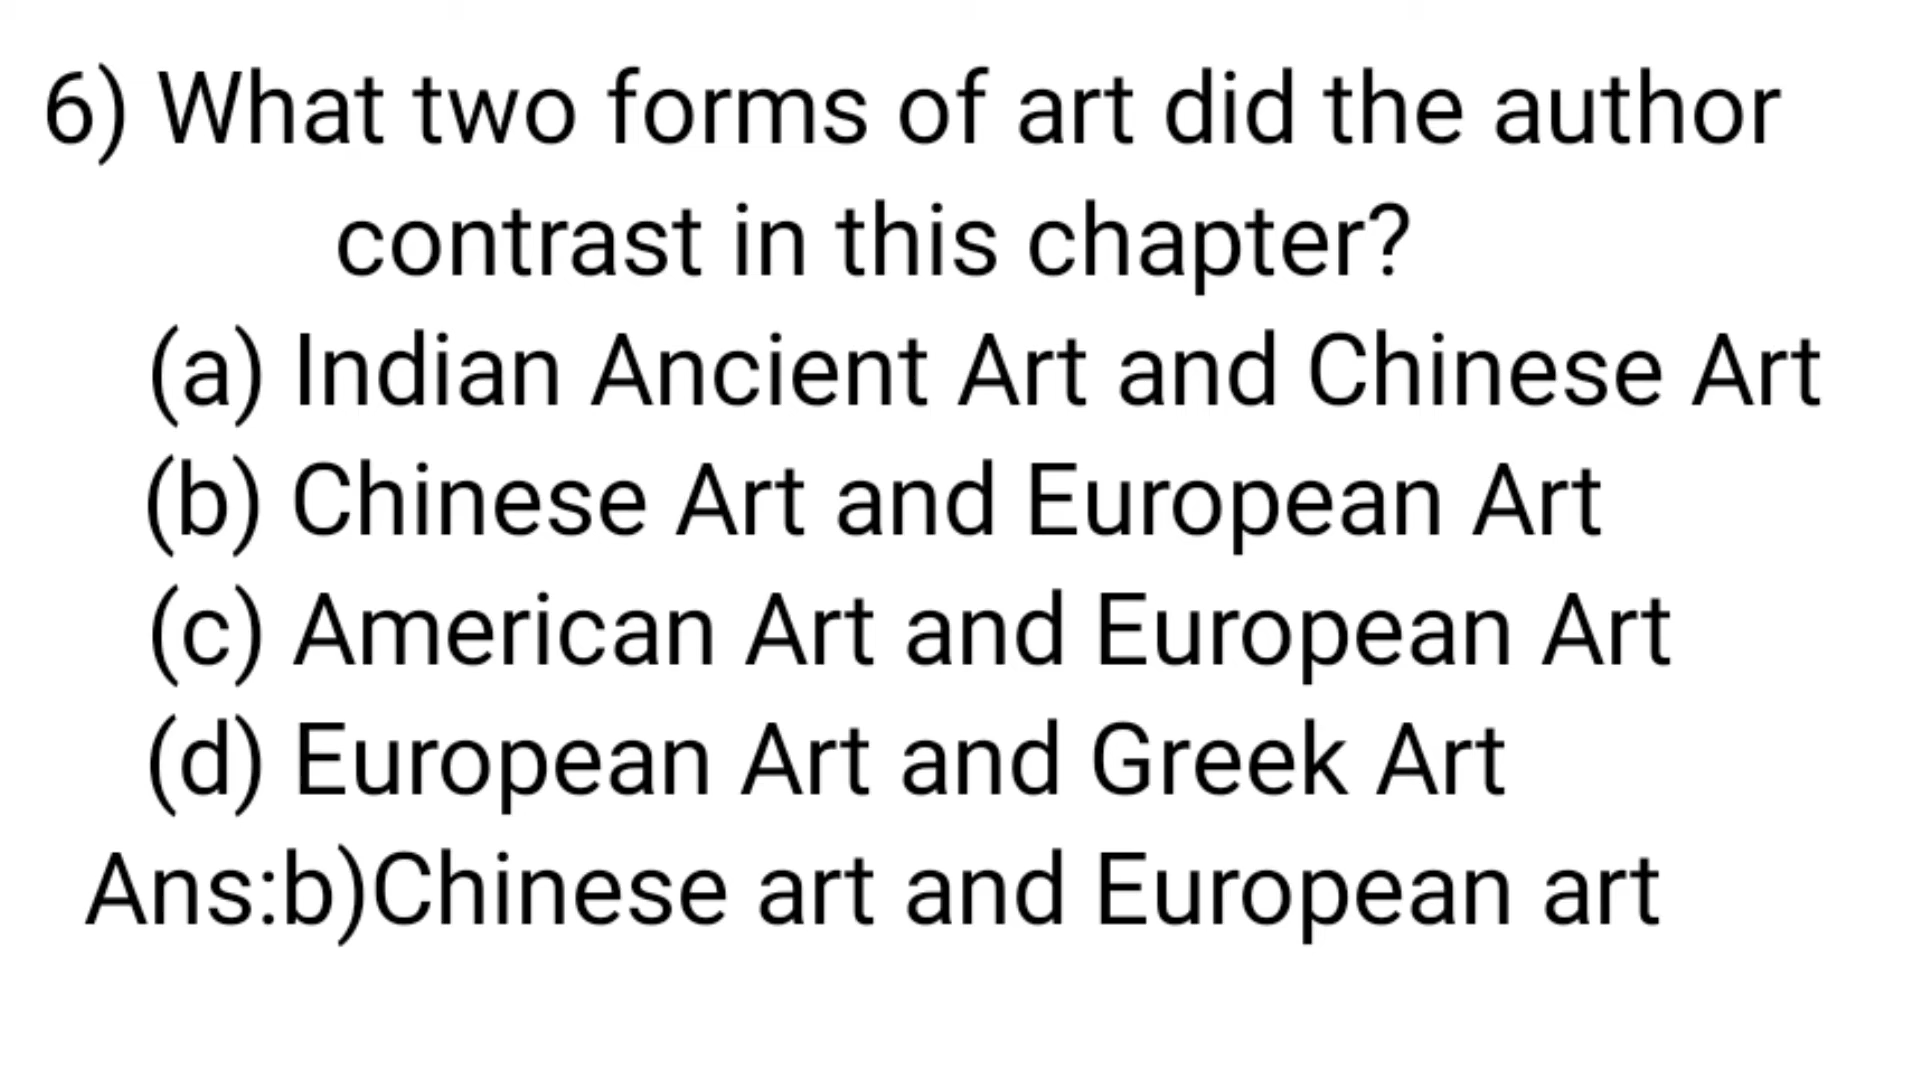 6) What two forms of art did the author
contrast in this chapter?
(a) Indian Ancient Art and Chinese Art
(b) Chinese Art and European Art
(c) American Art and European Art
(d) European Art and Greek Art
Ans:b)Chinese art and European art